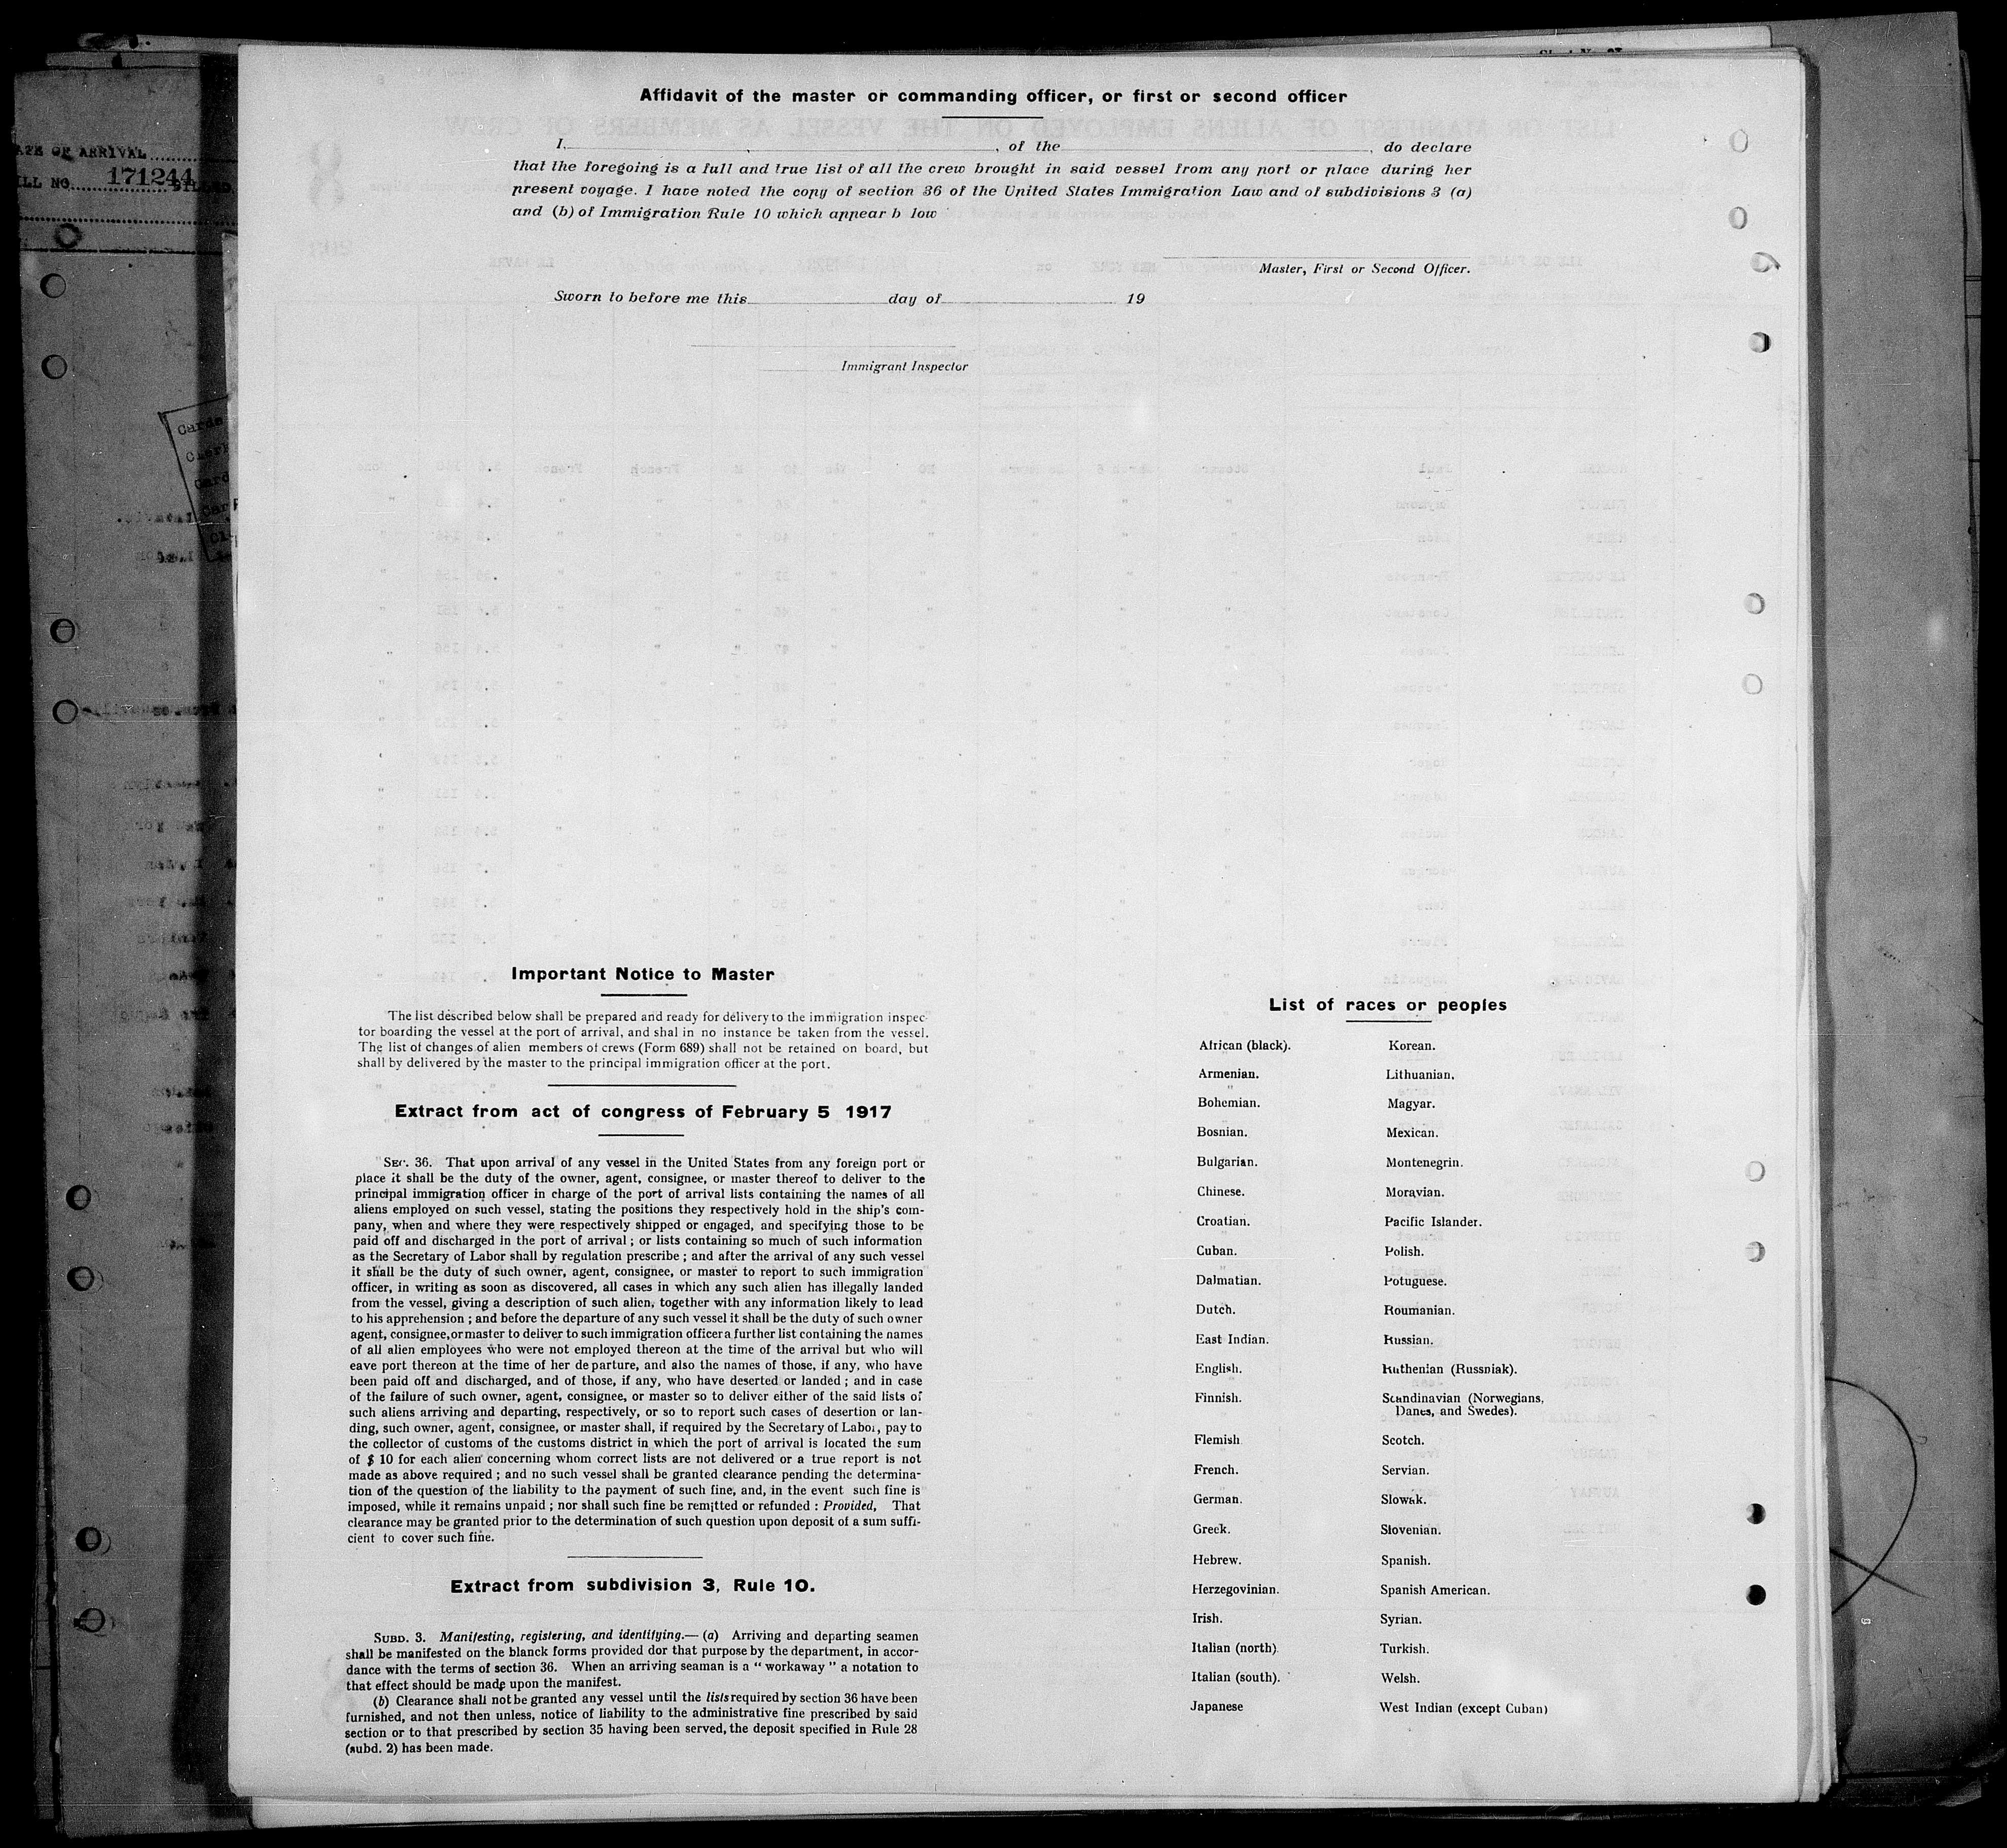 Affidavit of the master or commanding officer, or first or second officer
I, , of the , do declare
that the foregoing is a full and true list of all the crew brought in said vessel from any port or place during her
present voyage. I have noted the copy of section 36 of the United States Immigration Law and of subdivisions 3 (a)
and (b) of Immigration Rule 10 which appear b low
Master, First or Second Officer.
Sworn to before me this day of 19
Immigrant Inspector
ATE OF ARRIVAL
ILL NO. 171244
Important Notice to Master
The list described below shall be prepared and ready for delivery to the immigration inspec-
tor boarding the vessel at the port of arrival, and shal in no instance be taken from the vessel.
The list of changes of alien members of crews (Form 689) shall not be retained on board, but
shall by delivered by the master to the principal immigration officer at the port.
Extract from act of congress of February 5 1917
SEC. 36. That upon arrival of any vessel in the United States from any foreign port or
place it shall be the duty of the owner, agent, consignee, or master thereof to deliver to the
principal immigration officer in charge of the port of arrival lists containing the names of all
aliens employed on such vessel, stating the positions they respectively hold in the ship's com-
pany, when and where they were respectively shipped or engaged, and specifying those to be
paid off and discharged in the port of arrival ; or lists containing so much of such information
as the Secretary of Labor shall by regulation prescribe ; and after the arrival of any such vessel
it shall be the duty of such owner, agent, consignee, or master to report to such immigration
officer, in writing as soon as discovered, all cases in which any such alien has illegally landed
from the vessel, giving a description of such alien, together with any information likely to lead
to his apprehension ; and before the departure of any such vessel it shall be the duty of such owner
agent, consignee, or master to deliver to such immigration officer a further list containing the names
of all alien employees who were not employed thereon at the time of the arrival but who will
eave port thereon at the time of her departure, and also the names of those, if any, who have
been paid off and discharged, and of those, if any, who have deserted or landed ; and in case
of the failure of such owner, agent, consignee, or master so to deliver either of the said lists of
such aliens arriving and departing, respectively, or so to report such cases of desertion or lan-
ding, such owner, agent, consignee, or master shall, if required by the Secretary of Labor, pay to
the collector of customs of the customs district in which the port of arrival is located the sum
of $ 10 for each alien concerning whom correct lists are not delivered or a true report is not
made as above required ; and no such vessel shall be granted clearance pending the determina-
tion of the question of the liability to the payment of such fine, and, in the event such fine is
imposed, while it remains unpaid ; nor shall such fine be remitted or refunded : Provided, That
clearance may be granted prior to the determination of such question upon deposit of a sum suffi-
cient to cover such fine.
Extract from subdivision 3, Rule 10.
SUBD. 3. Manifesting, registering, and identifying.— (a) Arriving and departing seamen
shall be manifested on the blanck forms provided dor that purpose by the department, in accor-
dance with the terms of section 36. When an arriving seaman is a “ workaway ” a notation to
that effect should be made upon the manifest.
(b) Clearance shall not be granted any vessel until the lists required by section 36 have been
furnished, and not then unless, notice of liability to the administrative fine prescribed by said
section or to that prescribed by section 35 having been served, the deposit specified in Rule 28
(subd. 2) has been made.
List of races or peoples
African (black). Korean.
Armenian. Lithuanian.
Bohemian. Magyar.
Bosnian. Mexican.
Bulgarian. Montenegrin.
Chinese. Moravian.
Croatian. Pacific Islander.
Cuban. Polish.
Dalmatian. Potuguese.
Dutch. Roumanian.
East Indian. Russian.
English. Ruthenian (Russniak).
Finnish. Scandinavian (Norwegians,
Danes, and Swedes).
Flemish Scotch.
French. Servian.
German. Slowak.
Greek. Slovenian.
Hebrew. Spanish.
Herzegovinian. Spanish American.
Irish. Syrian.
Italian (north) Turkish.
Italian (south). Welsh.
Japanese West Indian (except Cuban)